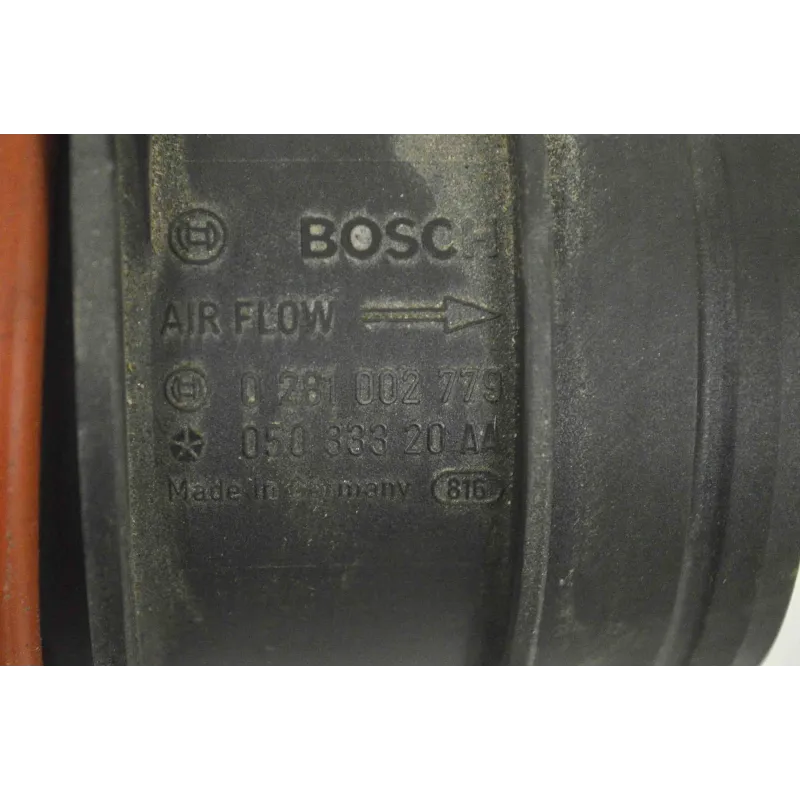 BOSCH
AIR FLOW
0 281 002 779
050 333 20 AA
Made in Germany 816